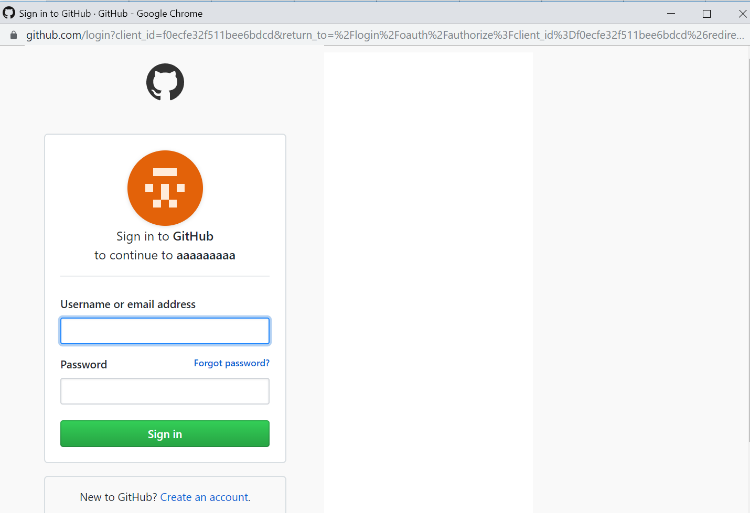 Sign in to GitHub · GitHub - Google Chrome
github.com/login?client_id=f0ecfe32f511bee6bdcd&return_to=%2Flogin%2Foauth%2Fauthorize%3Fclient_id%3Df0ecfe32f511bee6bdcd%26redire...
Sign in to GitHub
to continue to aaaaaaaaa
Username or email address
Password
Forgot password?
Sign in
New to GitHub? Create an account.